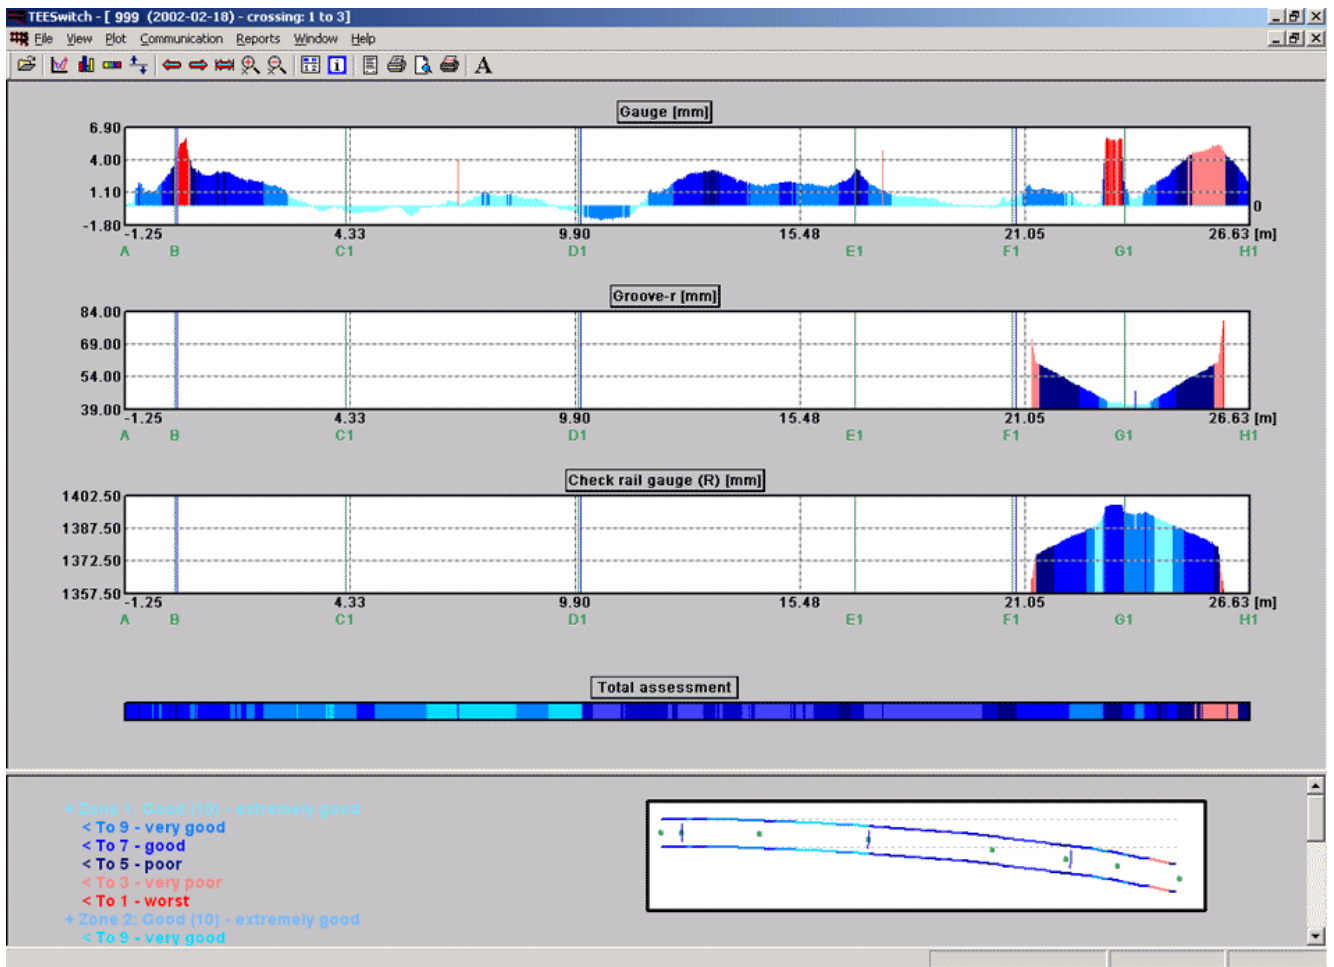 TEESwitch - [ 999 (2002-02-18) - crossing: 1 to 3]
File View Plot Communication Reports Window Help
A
Gauge [mm]
6.90
4.00
1.10
-1.80
0
-1.25 4.33 9.90 15.48 21.05 26.63 [m]
A B C1 D1 E1 F1 G1 H1
Groove-r [mm]
84.00
69.00
54.00
39.00
-1.25 4.33 9.90 15.48 21.05 26.63 [m]
A B C1 D1 E1 F1 G1 H1
Check rail gauge (R) [mm]
1402.50
1387.50
1372.50
1357.50
-1.25 4.33 9.90 15.48 21.05 26.63 [m]
A B C1 D1 E1 F1 G1 H1
Total assessment
+ Zone 1: Good (10) - extremely good
< To 9 - very good
< To 7 - good
< To 5 - poor
< To 3 - very poor
< To 1 - worst
+ Zone 2: Good (10) - extremely good
< To 9 - very good